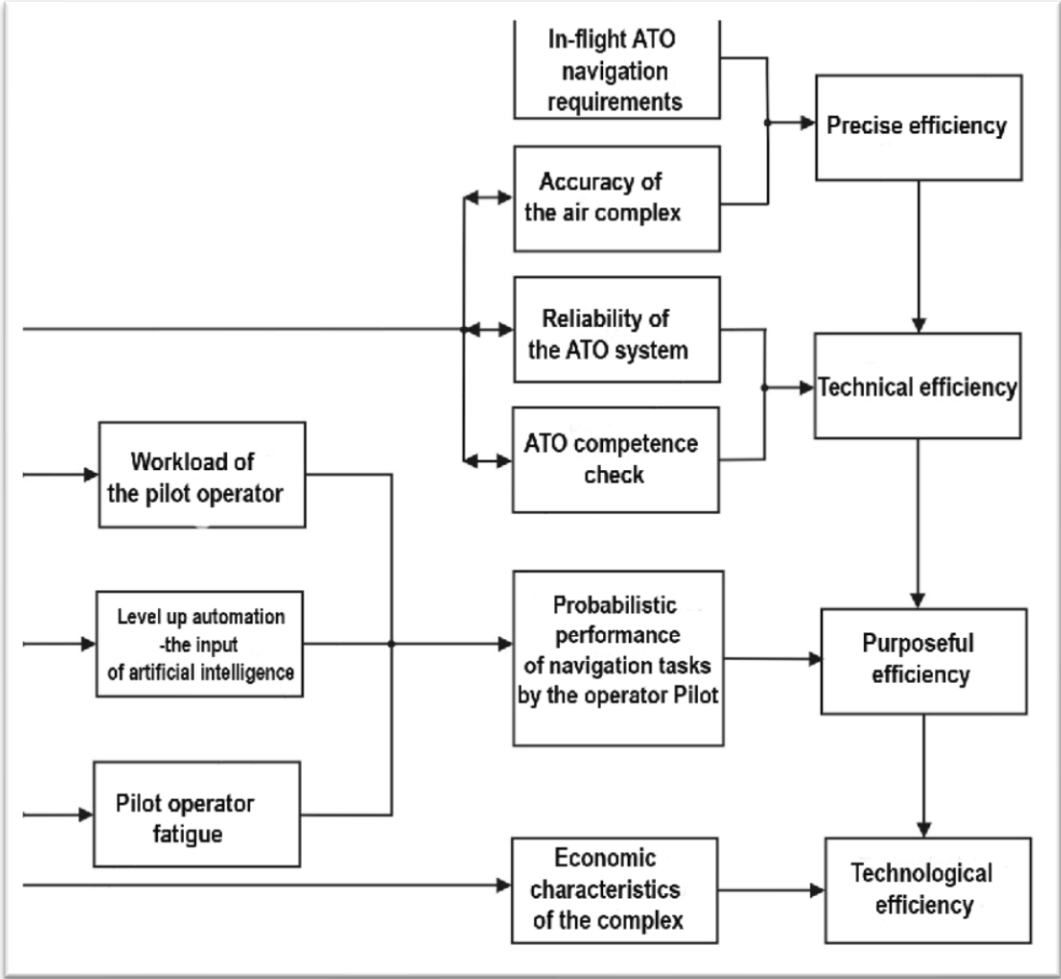 In-flight ATO
navigation
requirements
Precise efficiency
Accuracy of
the air complex
Reliability of
the ATO system
Technical efficiency
ATO competence
check
Workload of
the pilot operator
Level up automation
-the input
of artificial intelligence
Probabilistic
performance
of navigation tasks
by the operator Pilot
Purposeful
efficiency
Pilot operator
fatigue
Economic
characteristics
of the complex
Technological
efficiency